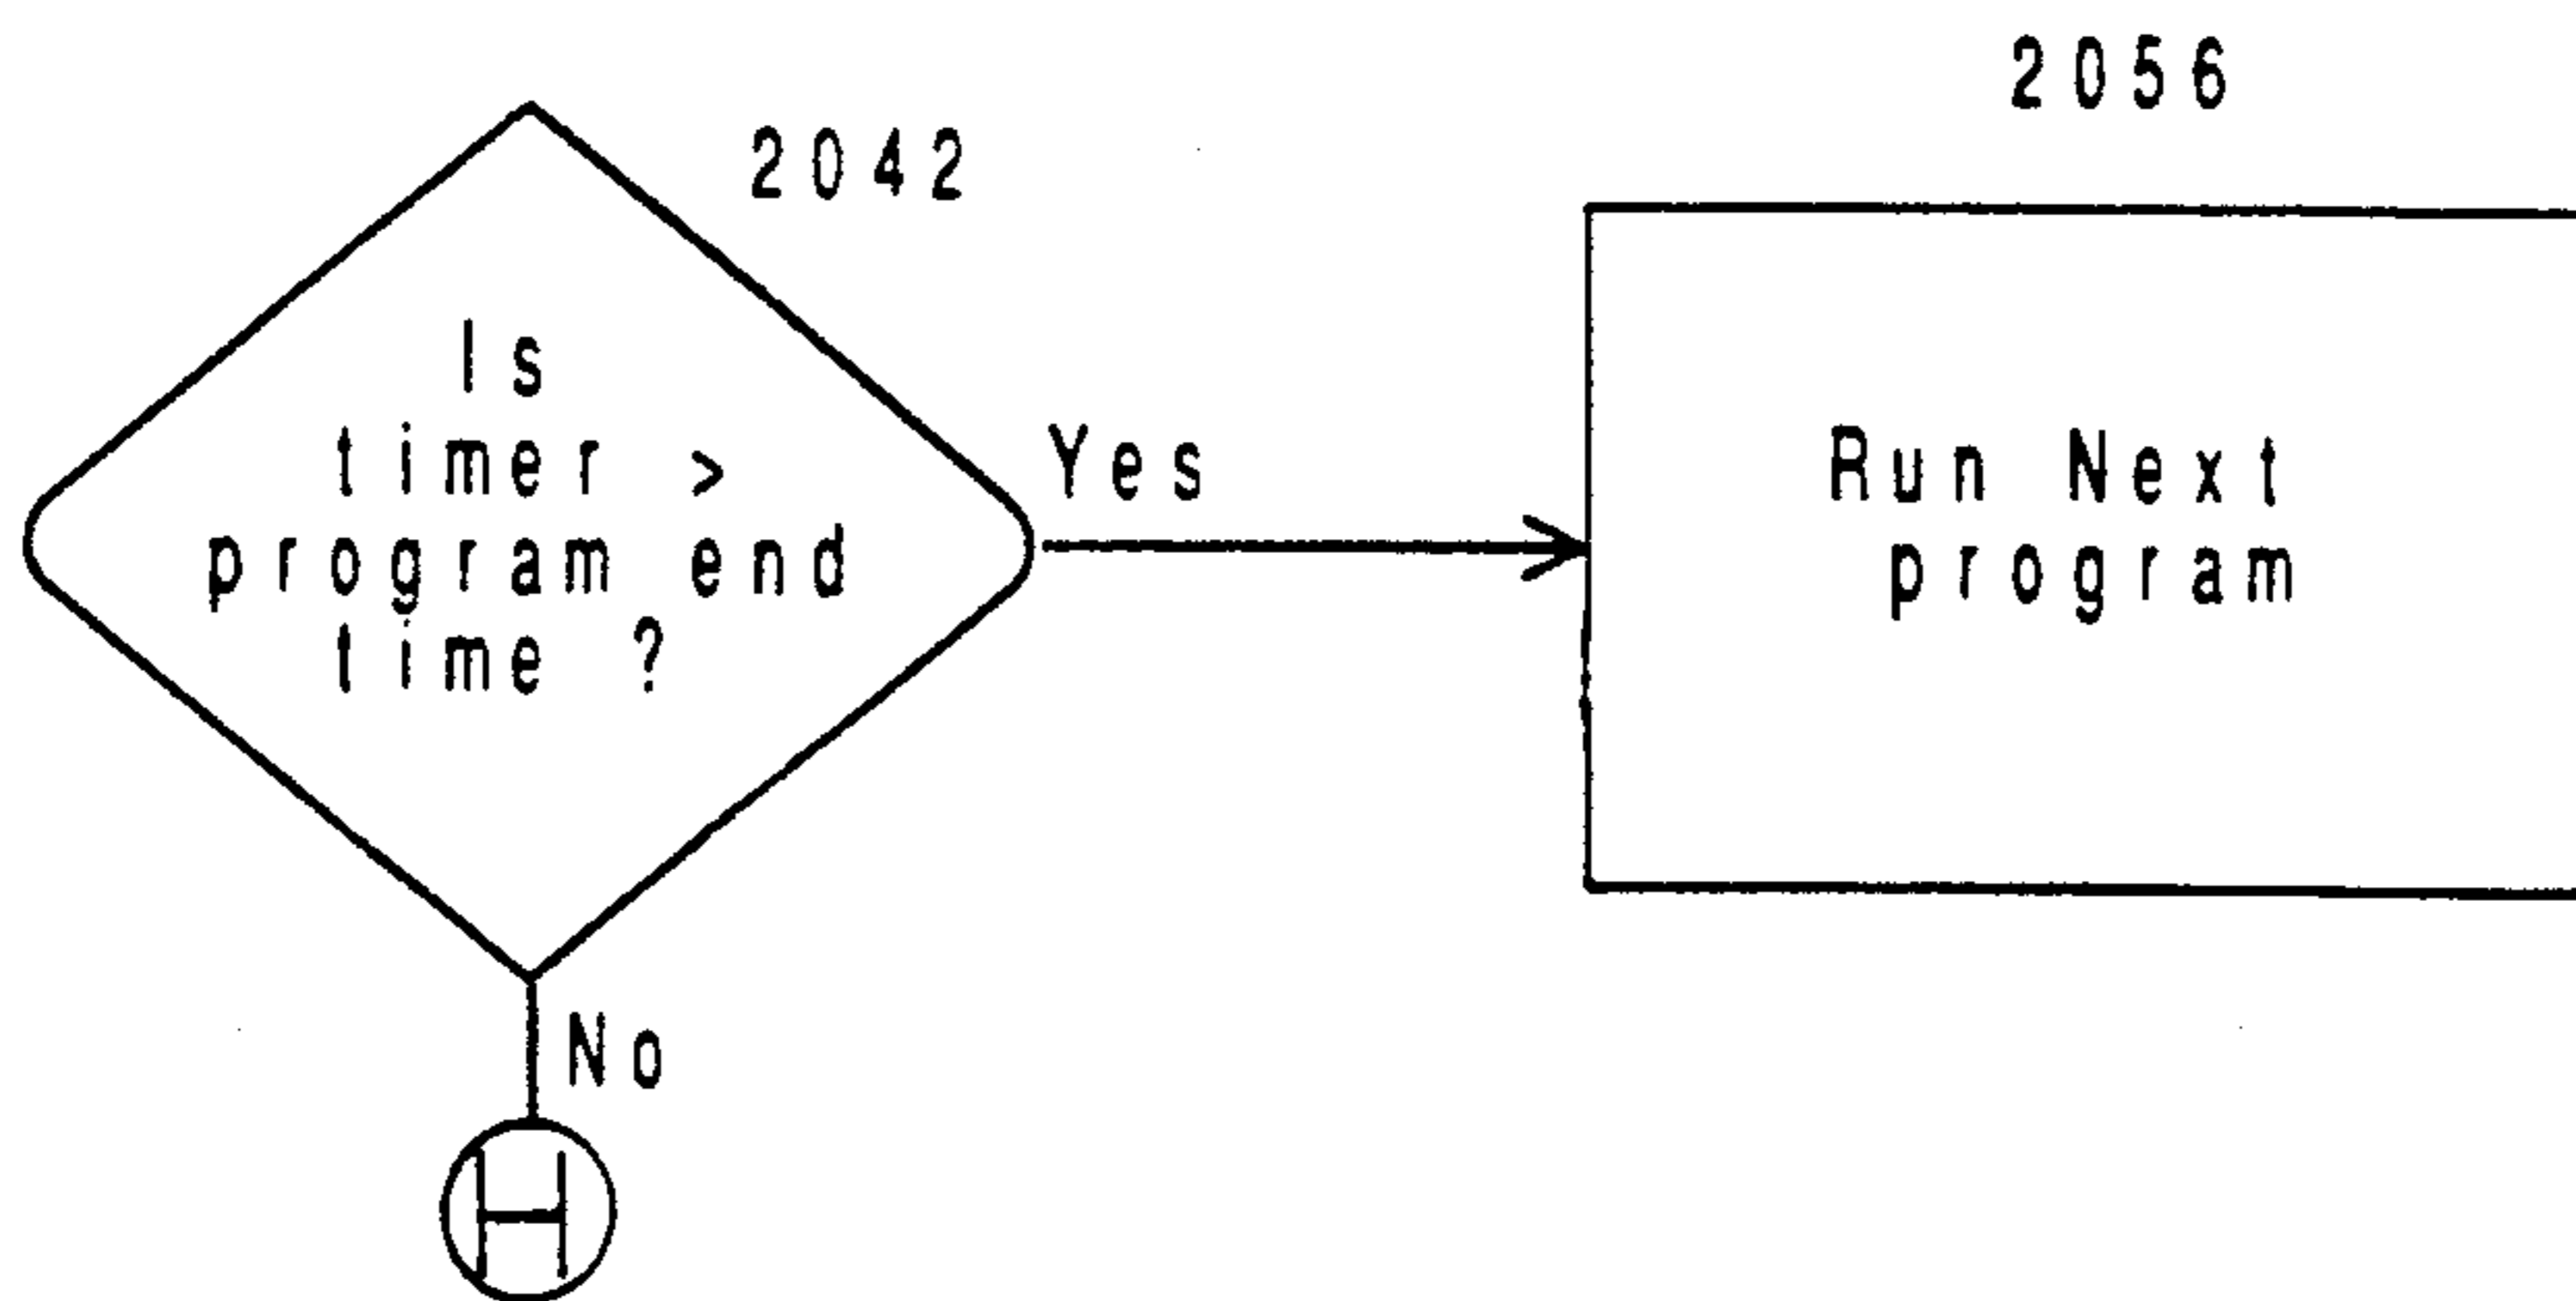 2042
Is
timer >
program end
time ?
Yes
No
H
2056
Run Next
program